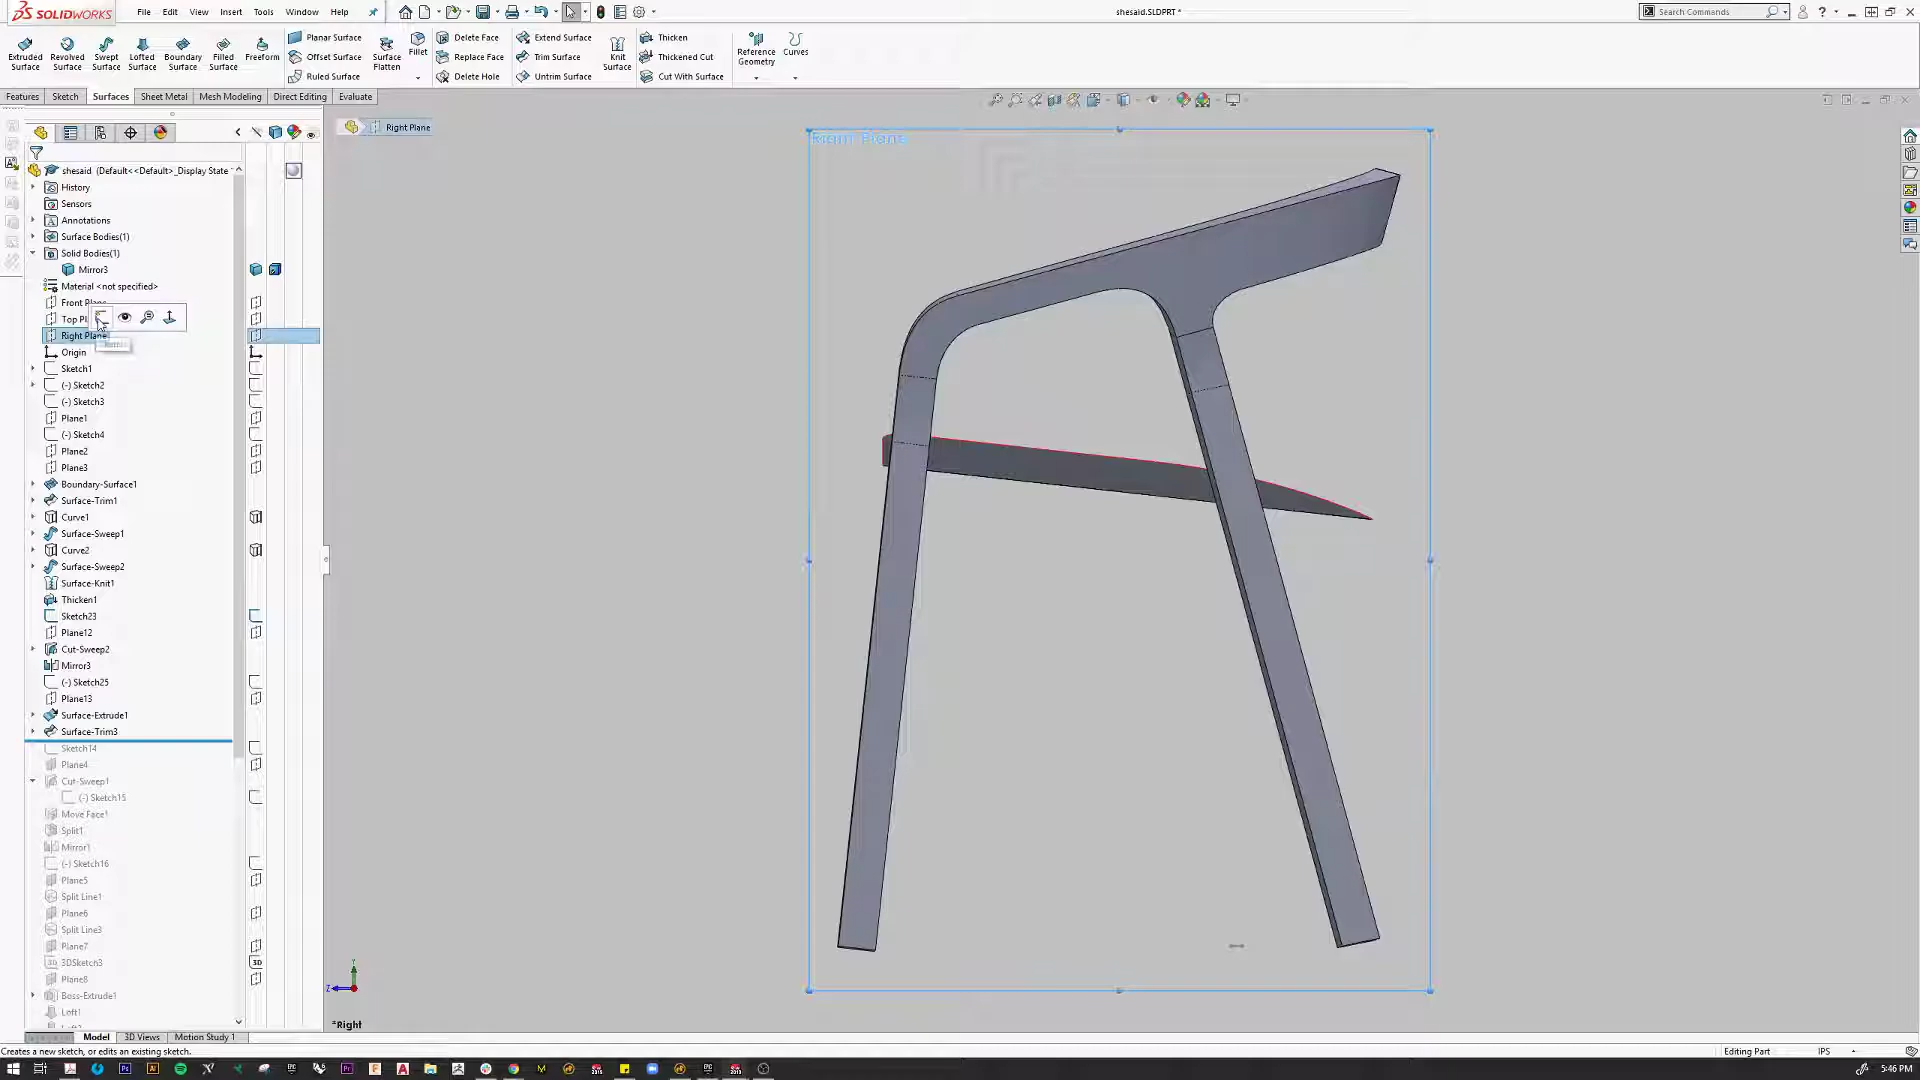 SOLIDWORKS
File Edit View Insert Tools Window Help
shesaid.SLDPRT *
Search Commands
Extruded Surface
Revolved Surface
Swept Surface
Lofted Surface
Boundary Surface
Filled Surface
Freeform
Planar Surface
Offset Surface
Ruled Surface
Surface Flatten
Fillet
Delete Face
Replace Face
Delete Hole
Extend Surface
Trim Surface
Untrim Surface
Knit Surface
Thicken
Thickened Cut
Cut With Surface
Reference Geometry
Curves
Features Sketch Surfaces Sheet Metal Mesh Modeling Direct Editing Evaluate
Right Plane
Right Plane
shesaid (Default<<Default>_Display State
History
Sensors
Annotations
Surface Bodies(1)
Solid Bodies(1)
Mirror3
Material <not specified>
Front Plane
Top Pl
Right Plane
Origin
Sketch1
(-) Sketch2
(-) Sketch3
Plane1
(-) Sketch4
Plane2
Plane3
Boundary-Surface1
Surface-Trim1
Curve1
Surface-Sweep1
Curve2
Surface-Sweep2
Surface-Knit1
Thicken1
Sketch23
Plane12
Cut-Sweep2
Mirror3
(-) Sketch25
Plane13
Surface-Extrude1
Surface-Trim3
Sketch14
Plane4
Cut-Sweep1
(-) Sketch15
Move Face1
Split1
Mirror1
(-) Sketch16
Plane5
Split Line1
Plane6
Split Line3
Plane7
3DSketch3
Plane8
Boss-Extrude1
Loft1
Y
Z
*Right
Model 3D Views Motion Study 1
Creates a new sketch, or edits an existing sketch.
Editing Part
IPS
5:46 PM